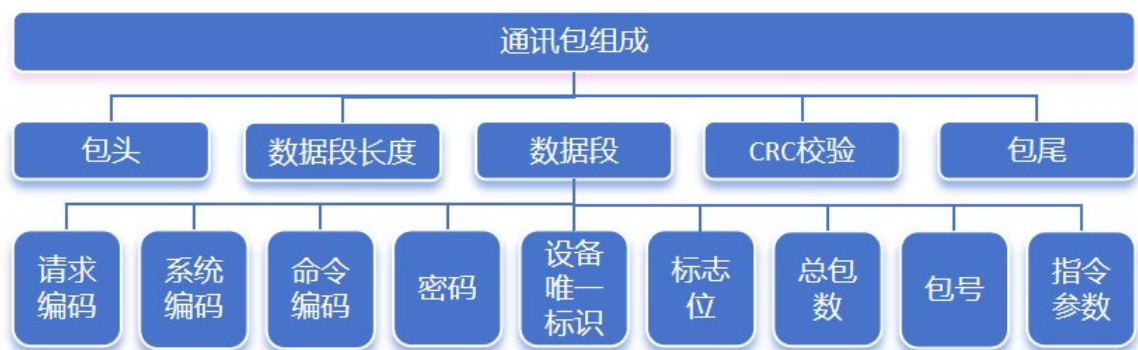 通讯包组成
包头
数据段长度
数据段
CRC校验
包尾
请求
编码
系统
编码
命令
编码
密码
设备
唯一
标识
标志
位
总包
数
包号
指令
参数